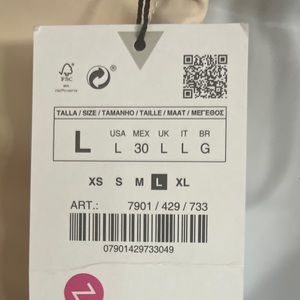 FSC
TALLA / SIZE / TAMANHO / TAILLE / MAAT / ΜΕΓΕΘΟΣ
L
USA MEX UK IT BR
L 30 L L G
XS S M L XL
ART.: 7901 / 429 / 733
07901429733049
Z